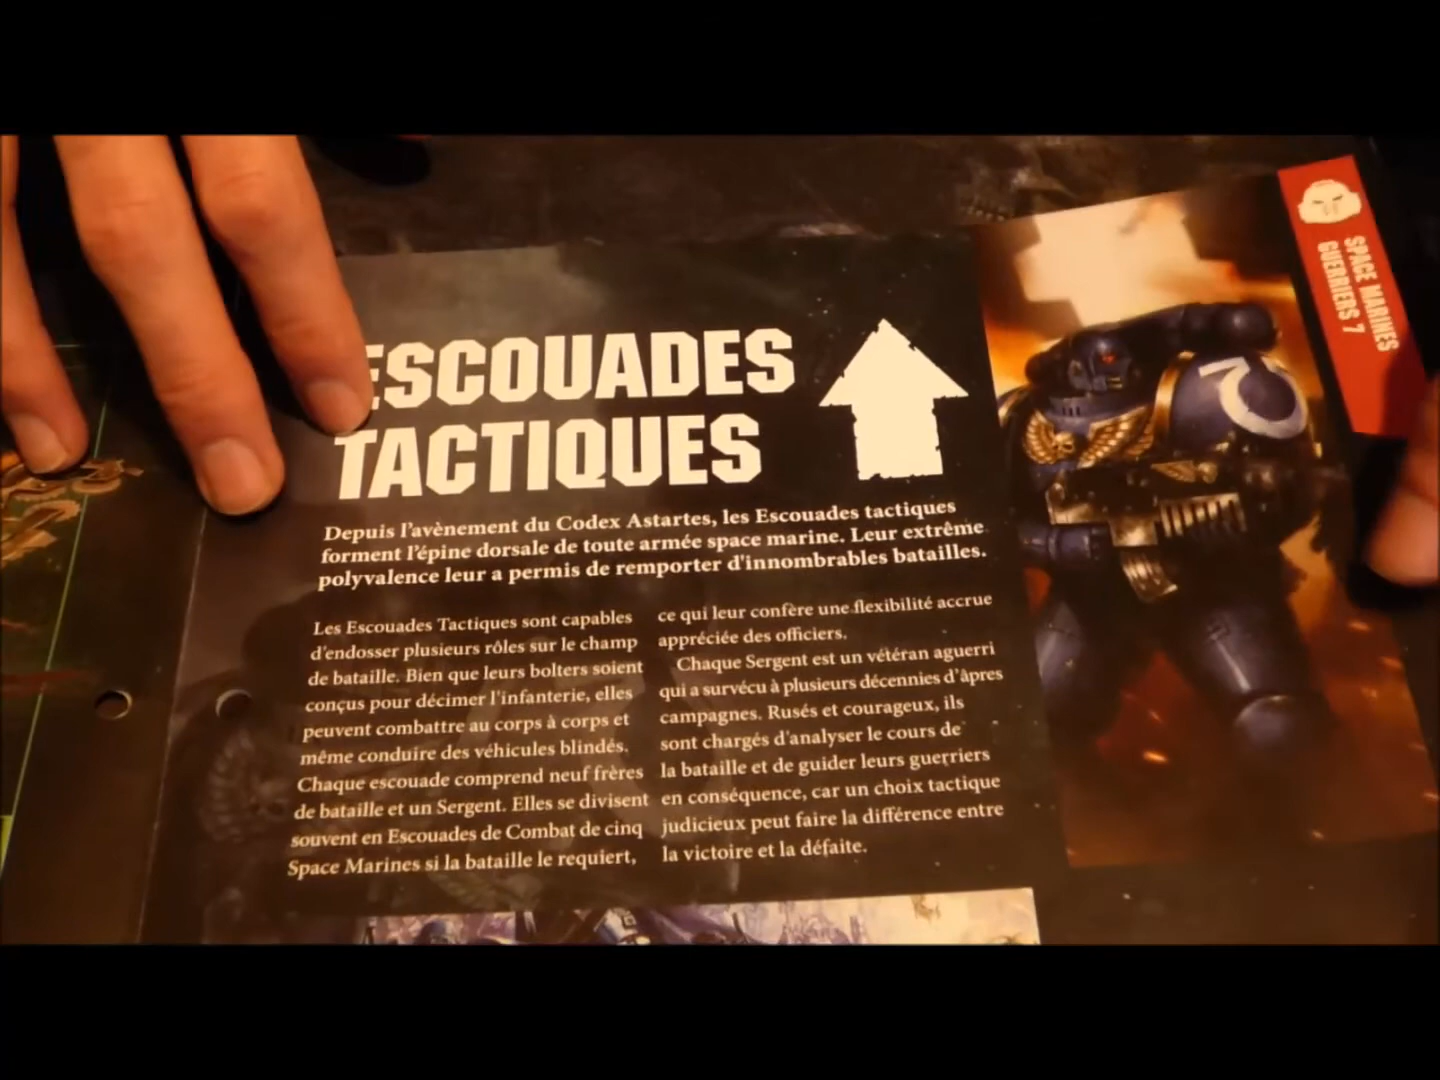 ESCOUADES
TACTIQUES
Depuis l'avènement du Codex Astartes, les Escouades tactiques
forment l'épine dorsale de toute armée space marine. Leur extrême
polyvalence leur a permis de remporter d'innombrables batailles.
Les Escouades Tactiques sont capables
d'endosser plusieurs rôles sur le champ
de bataille. Bien que leurs bolters soient
conçus pour décimer l'infanterie, elles
peuvent combattre au corps à corps et
même conduire des véhicules blindés.
Chaque escouade comprend neuf frères
de bataille et un Sergent. Elles se divisent
souvent en Escouades de Combat de cinq
Space Marines si la bataille le requiert,
ce qui leur confère une flexibilité accrue
appréciée des officiers.
Chaque Sergent est un vétéran aguerri
qui a survécu à plusieurs décennies d'âpres
campagnes. Rusés et courageux, ils
sont chargés d'analyser le cours de
la bataille et de guider leurs guerriers
en conséquence, car un choix tactique
judicieux peut faire la différence entre
la victoire et la défaite.
SPACE MARINES
GUERRIERS 7